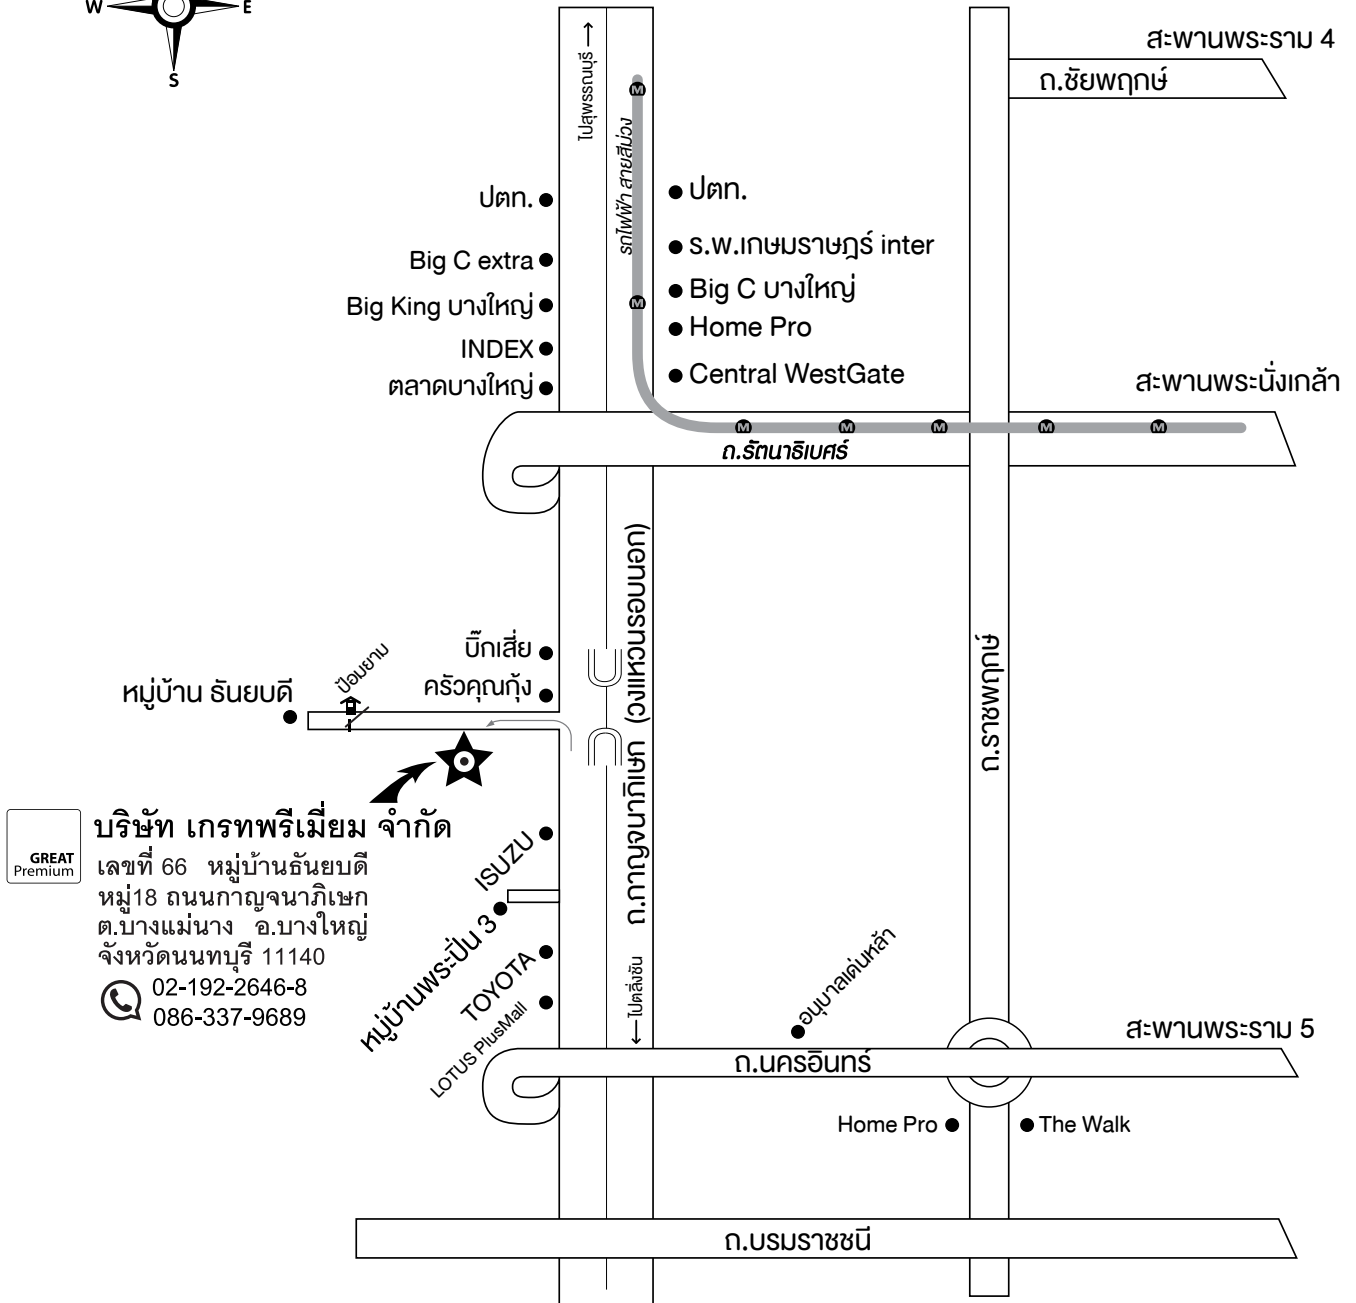 W
E
S
สะพานพระราม 4
ถ.ชัยพฤกษ์
ไปสุพรรณบุรี
รถไฟฟ้า สายสีม่วง
M
ปตท.
ปตท.
ร.พ.เกษมราษฎร์ inter
Big C extra
Big C บางใหญ่
Big King บางใหญ่
M
Home Pro
INDEX
Central WestGate
ตลาดบางใหญ่
สะพานพระนั่งเกล้า
M
M
M
M
M
ถ.รัตนาธิเบศร์
ถ.กาญจนาภิเษก (วงแหวนรอบนอก)
ถ.ราชพฤกษ์
บิ๊กเสี่ย
ครัวคุณกุ้ง
ป้อมยาม
หมู่บ้าน ธันยบดี
GREAT
Premium
บริษัท เกรทพรีเมี่ยม จำกัด
เลขที่ 66 หมู่บ้านธันยบดี
หมู่18 ถนนกาญจนาภิเษก
ต.บางแม่นาง อ.บางใหญ่
จังหวัดนนทบุรี 11140
02-192-2646-8
086-337-9689
ISUZU
หมู่บ้านพระปิ่น 3
TOYOTA
LOTUS PlusMall
ไปตลิ่งชัน
อนุบาลเด่นหล้า
สะพานพระราม 5
ถ.นครอินทร์
Home Pro
The Walk
ถ.บรมราชชนี